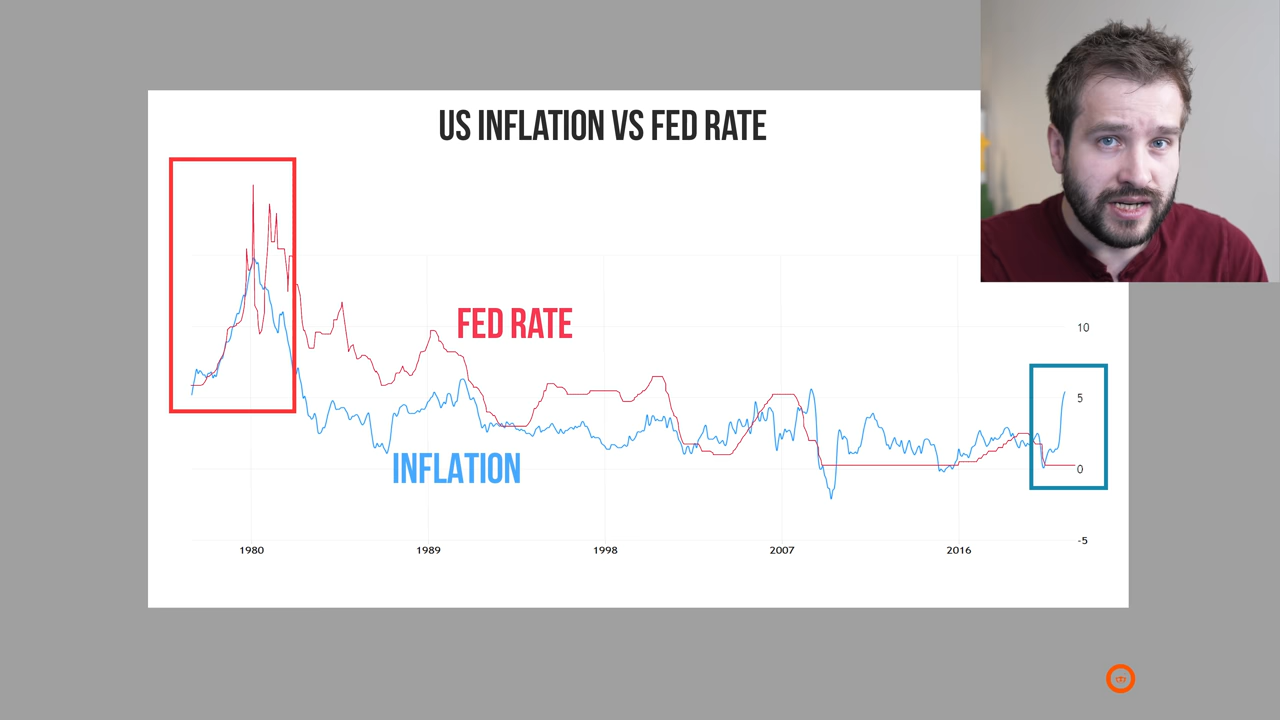 US INFLATION VS FED RATE
FED RATE
10
5
INFLATION
0
-5
1980 1989 1998 2007 2016